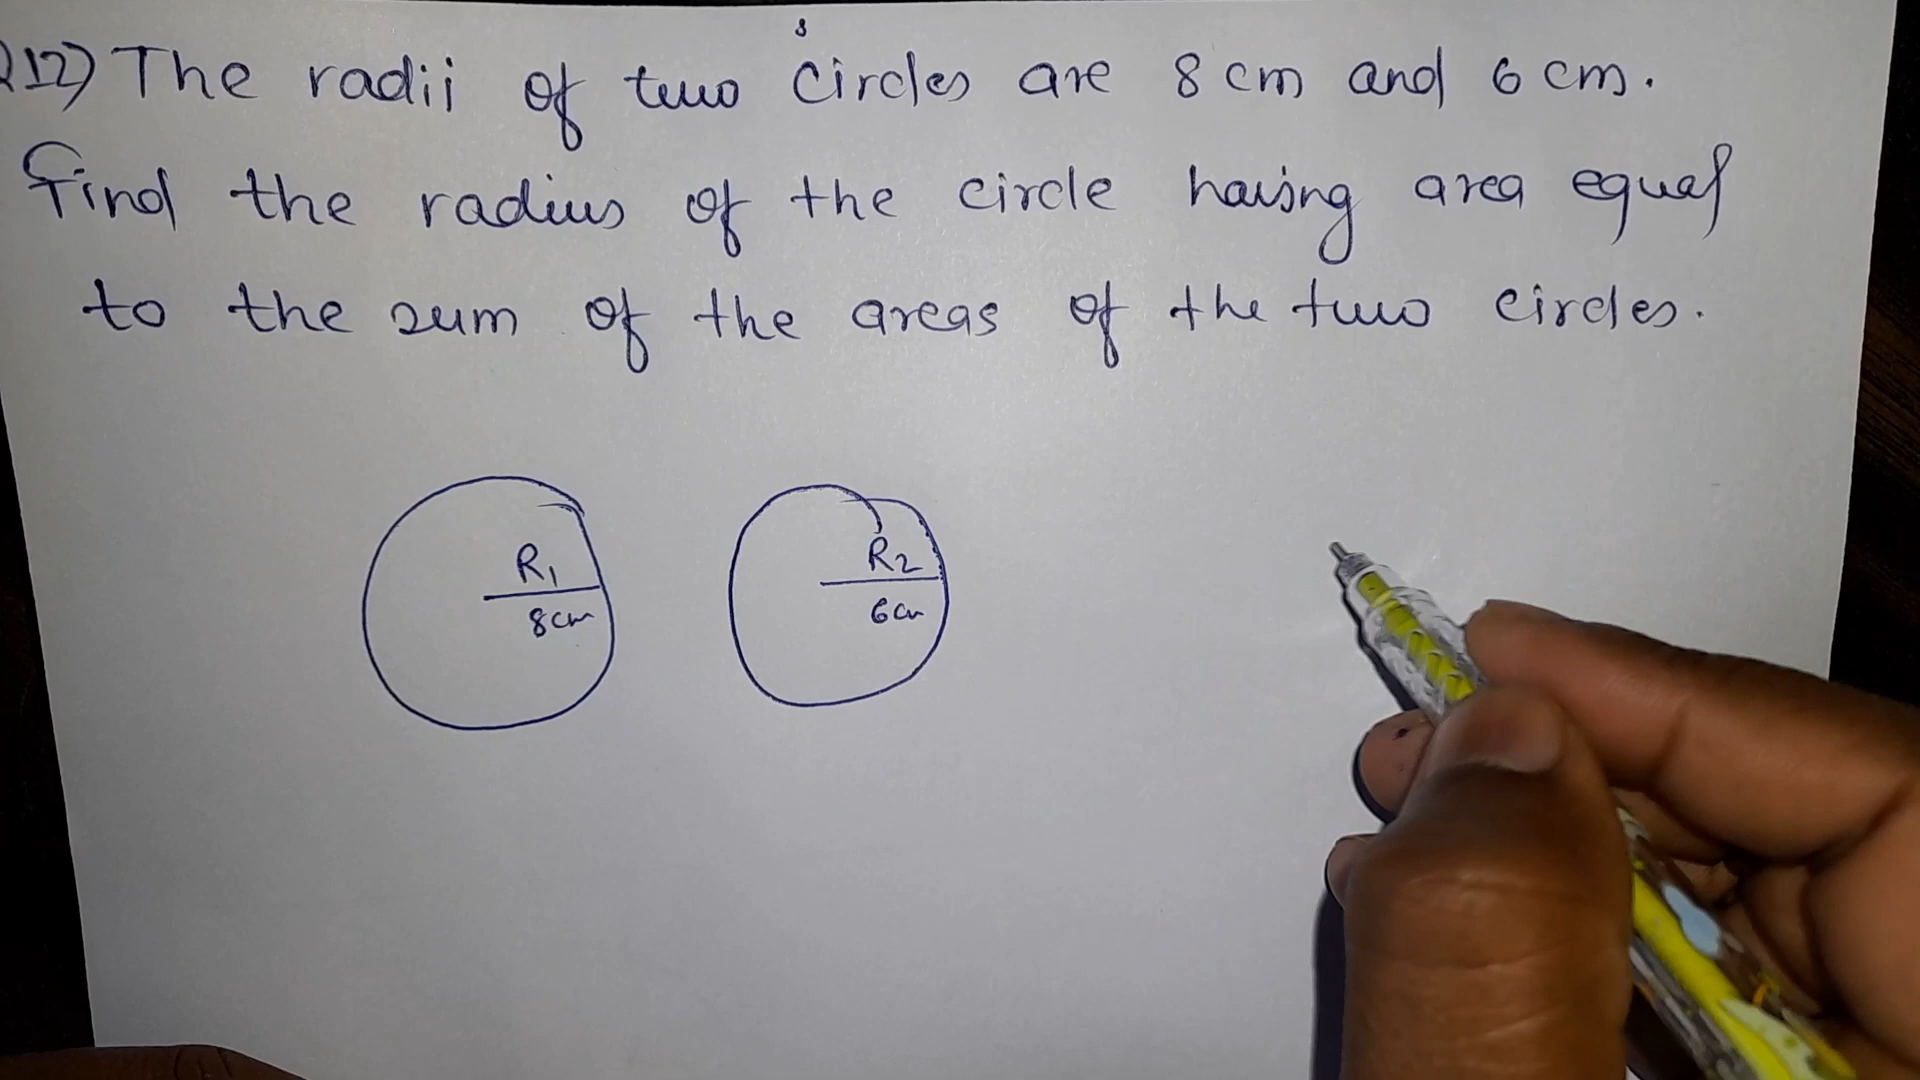 Q12) The radii of two circles are 8 cm and 6 cm.
Find the radius of the circle having area equal
to the sum of the areas of the two circles.
R1
8cm
R2
6cm